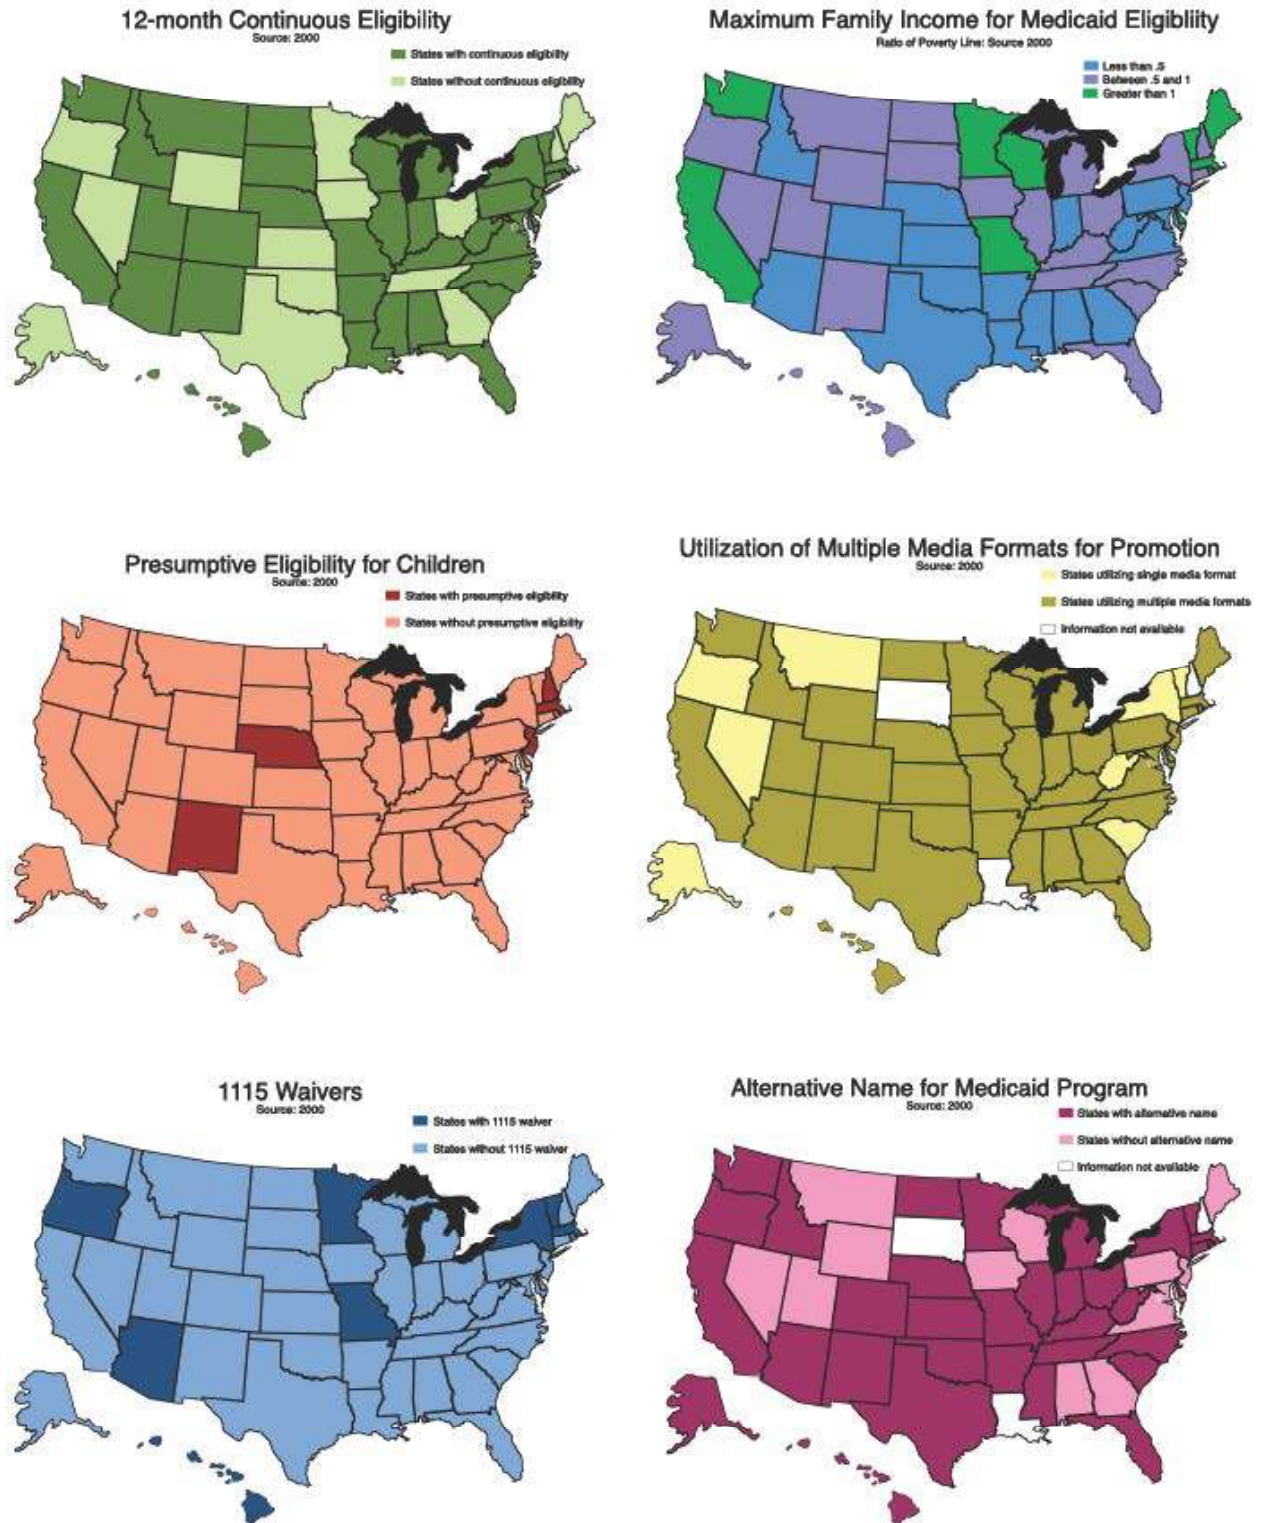 12-month Continuous Eligibility
Source: 2000
States with continuous eligibility
States without continuous eligibility
Maximum Family Income for Medicaid Eligibliity
Ratio of Poverty Line: Source 2000
Less than .5
Between .5 and 1
Greater than 1
Presumptive Eligibility for Children
Source: 2000
States with presumptive eligibility
States without presumptive eligibility
Utilization of Multiple Media Formats for Promotion
Source: 2000
States utilizing single media format
States utilizing multiple media formats
Information not available
1115 Waivers
Source: 2000
States with 1115 waiver
States without 1115 waiver
Alternative Name for Medicaid Program
Source: 2000
States with alternative name
States without alternative name
Information not available